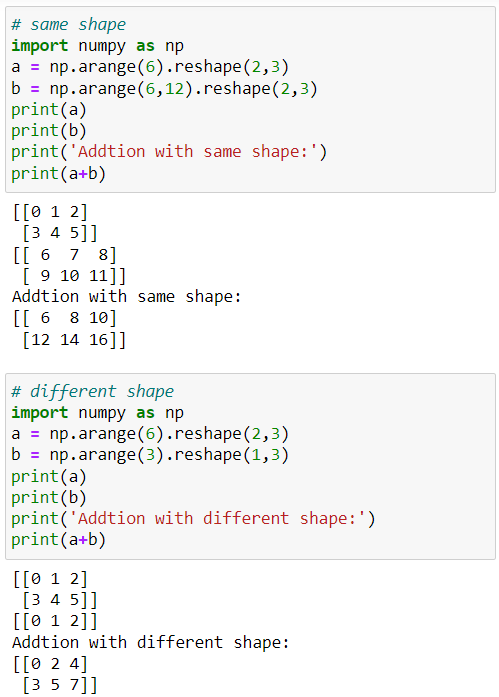 # same shape
import numpy as np
a = np.arange(6).reshape(2,3)
b = np.arange(6,12).reshape(2,3)
print(a)
print(b)
print('Addtion with same shape:')
print(a+b)
[[0 1 2]
 [3 4 5]]
[[ 6  7  8]
 [ 9 10 11]]
Addtion with same shape:
[[ 6  8 10]
 [12 14 16]]
# different shape
import numpy as np
a = np.arange(6).reshape(2,3)
b = np.arange(3).reshape(1,3)
print(a)
print(b)
print('Addtion with different shape:')
print(a+b)
[[0 1 2]
 [3 4 5]]
[[0 1 2]]
Addtion with different shape:
[[0 2 4]
 [3 5 7]]